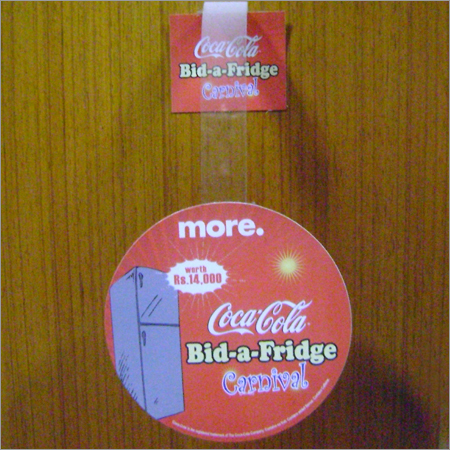 Coca-Cola
Bid-a-Fridge
Carnival
more.
worth
Rs.14,000
Coca-Cola
Bid-a-Fridge
Carnival